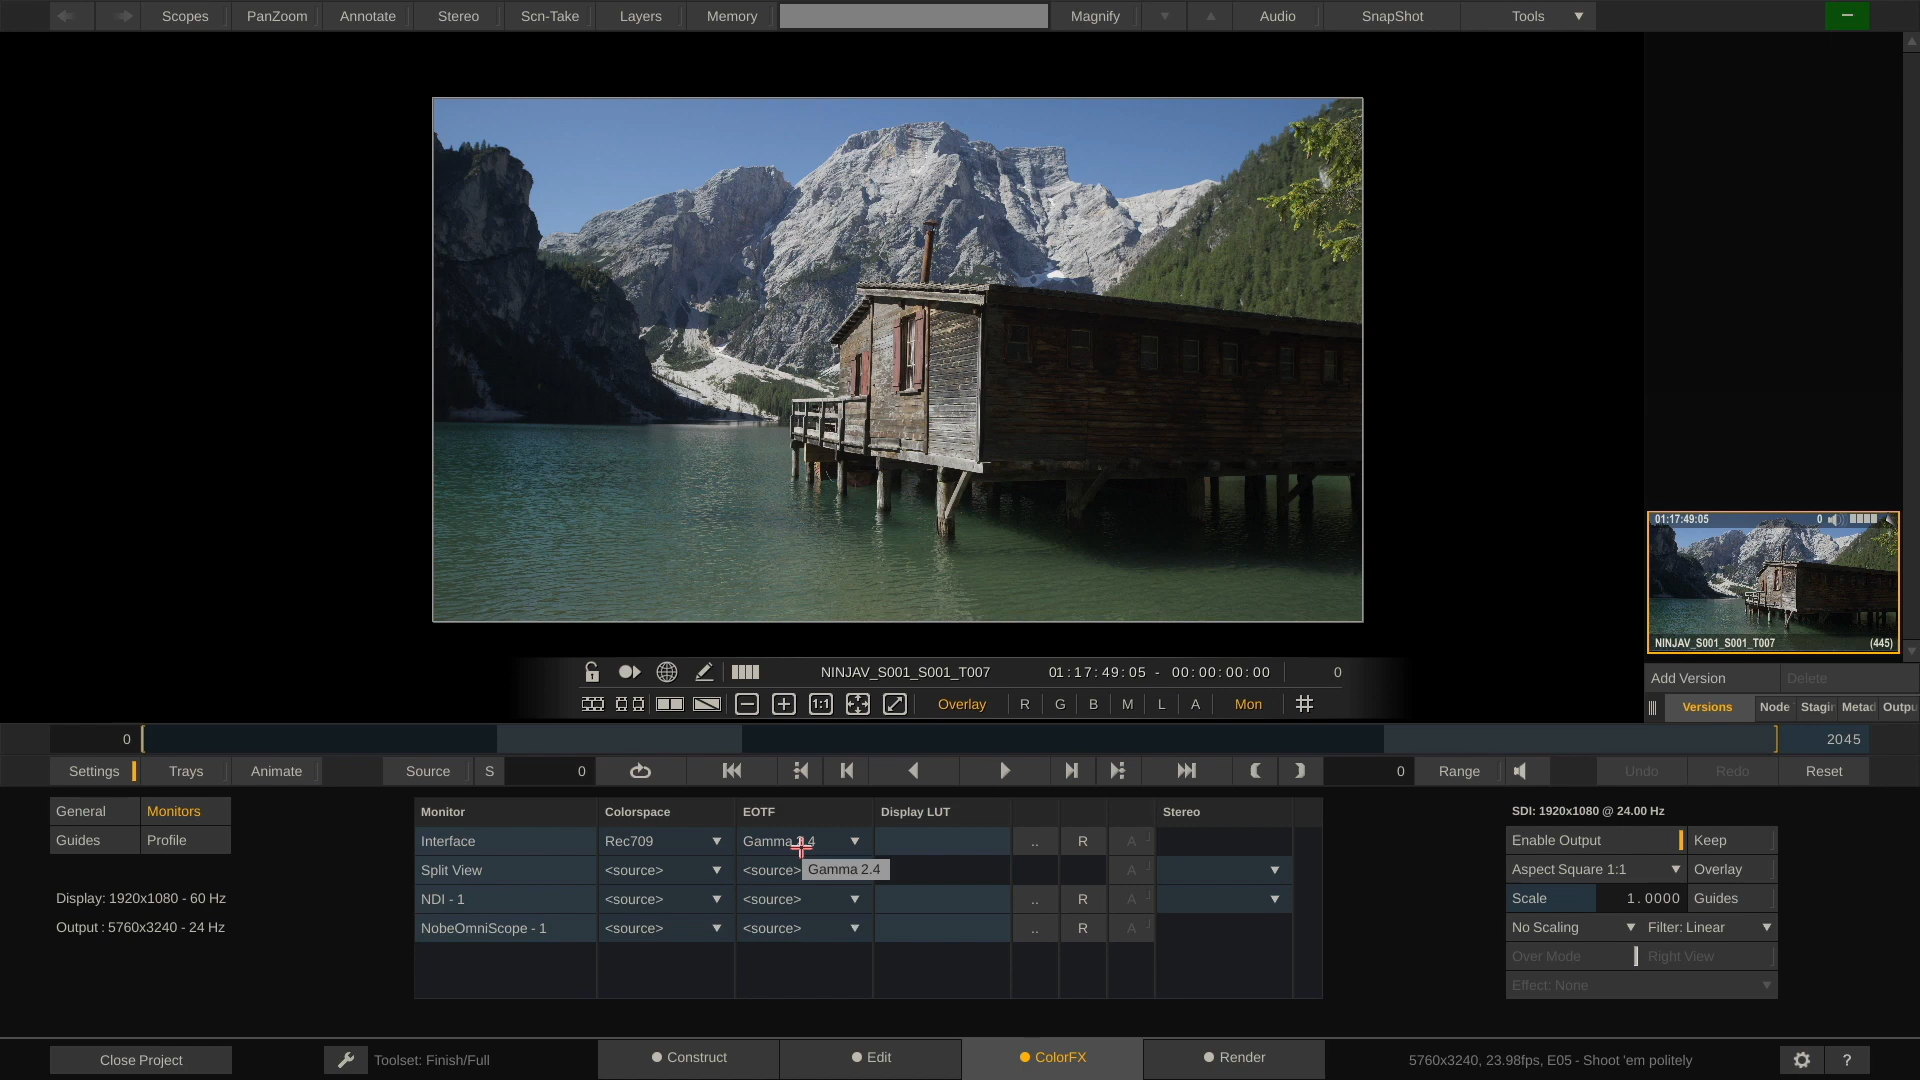 Scopes PanZoom Annotate Stereo Scn-Take Layers Memory Magnify Audio SnapShot Tools
01:17:49:05 0
NINJAV_S001_S001_T007 (445)
NINJAV_S001_S001_T007 01:17:49:05 - 00:00:00:00 0
Add Version Delete
1:1 Overlay R G B M L A Mon
Versions Node Stagin Metad Outpu
0 2045
Settings Trays Animate Source S 0 0 Range Undo Redo Reset
General Monitors
Guides Profile
Display: 1920x1080 - 60 Hz
Output : 5760x3240 - 24 Hz
Monitor Colorspace EOTF Display LUT Stereo
Interface Rec709 Gamma 2.4 .. R A
Split View <source> <source> A
Gamma 2.4
NDI - 1 <source> <source> .. R A
NobeOmniScope - 1 <source> <source> .. R A
SDI: 1920x1080 @ 24.00 Hz
Enable Output Keep
Aspect Square 1:1 Overlay
Scale 1.0000 Guides
No Scaling Filter: Linear
Over Mode Right View
Effect: None
Close Project Toolset: Finish/Full Construct Edit ColorFX Render 5760x3240, 23.98fps, E05 - Shoot 'em politely ?